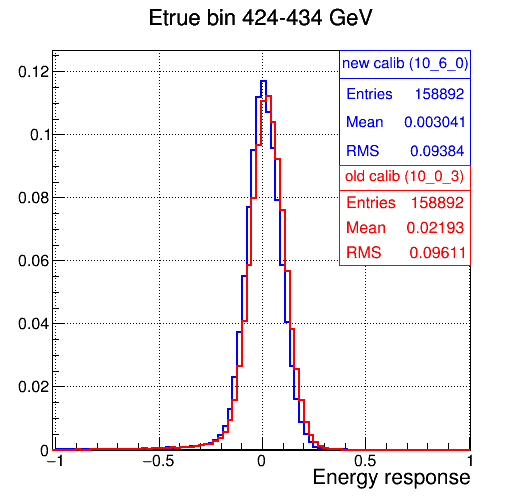 Etrue bin 424-434 GeV
new calib (10_6_0)
Entries 158892
Mean 0.003041
RMS 0.09384
old calib (10_0_3)
Entries 158892
Mean 0.02193
RMS 0.09611
0.12
0.1
0.08
0.06
0.04
0.02
0
−1 −0.5 0 0.5 1
Energy response